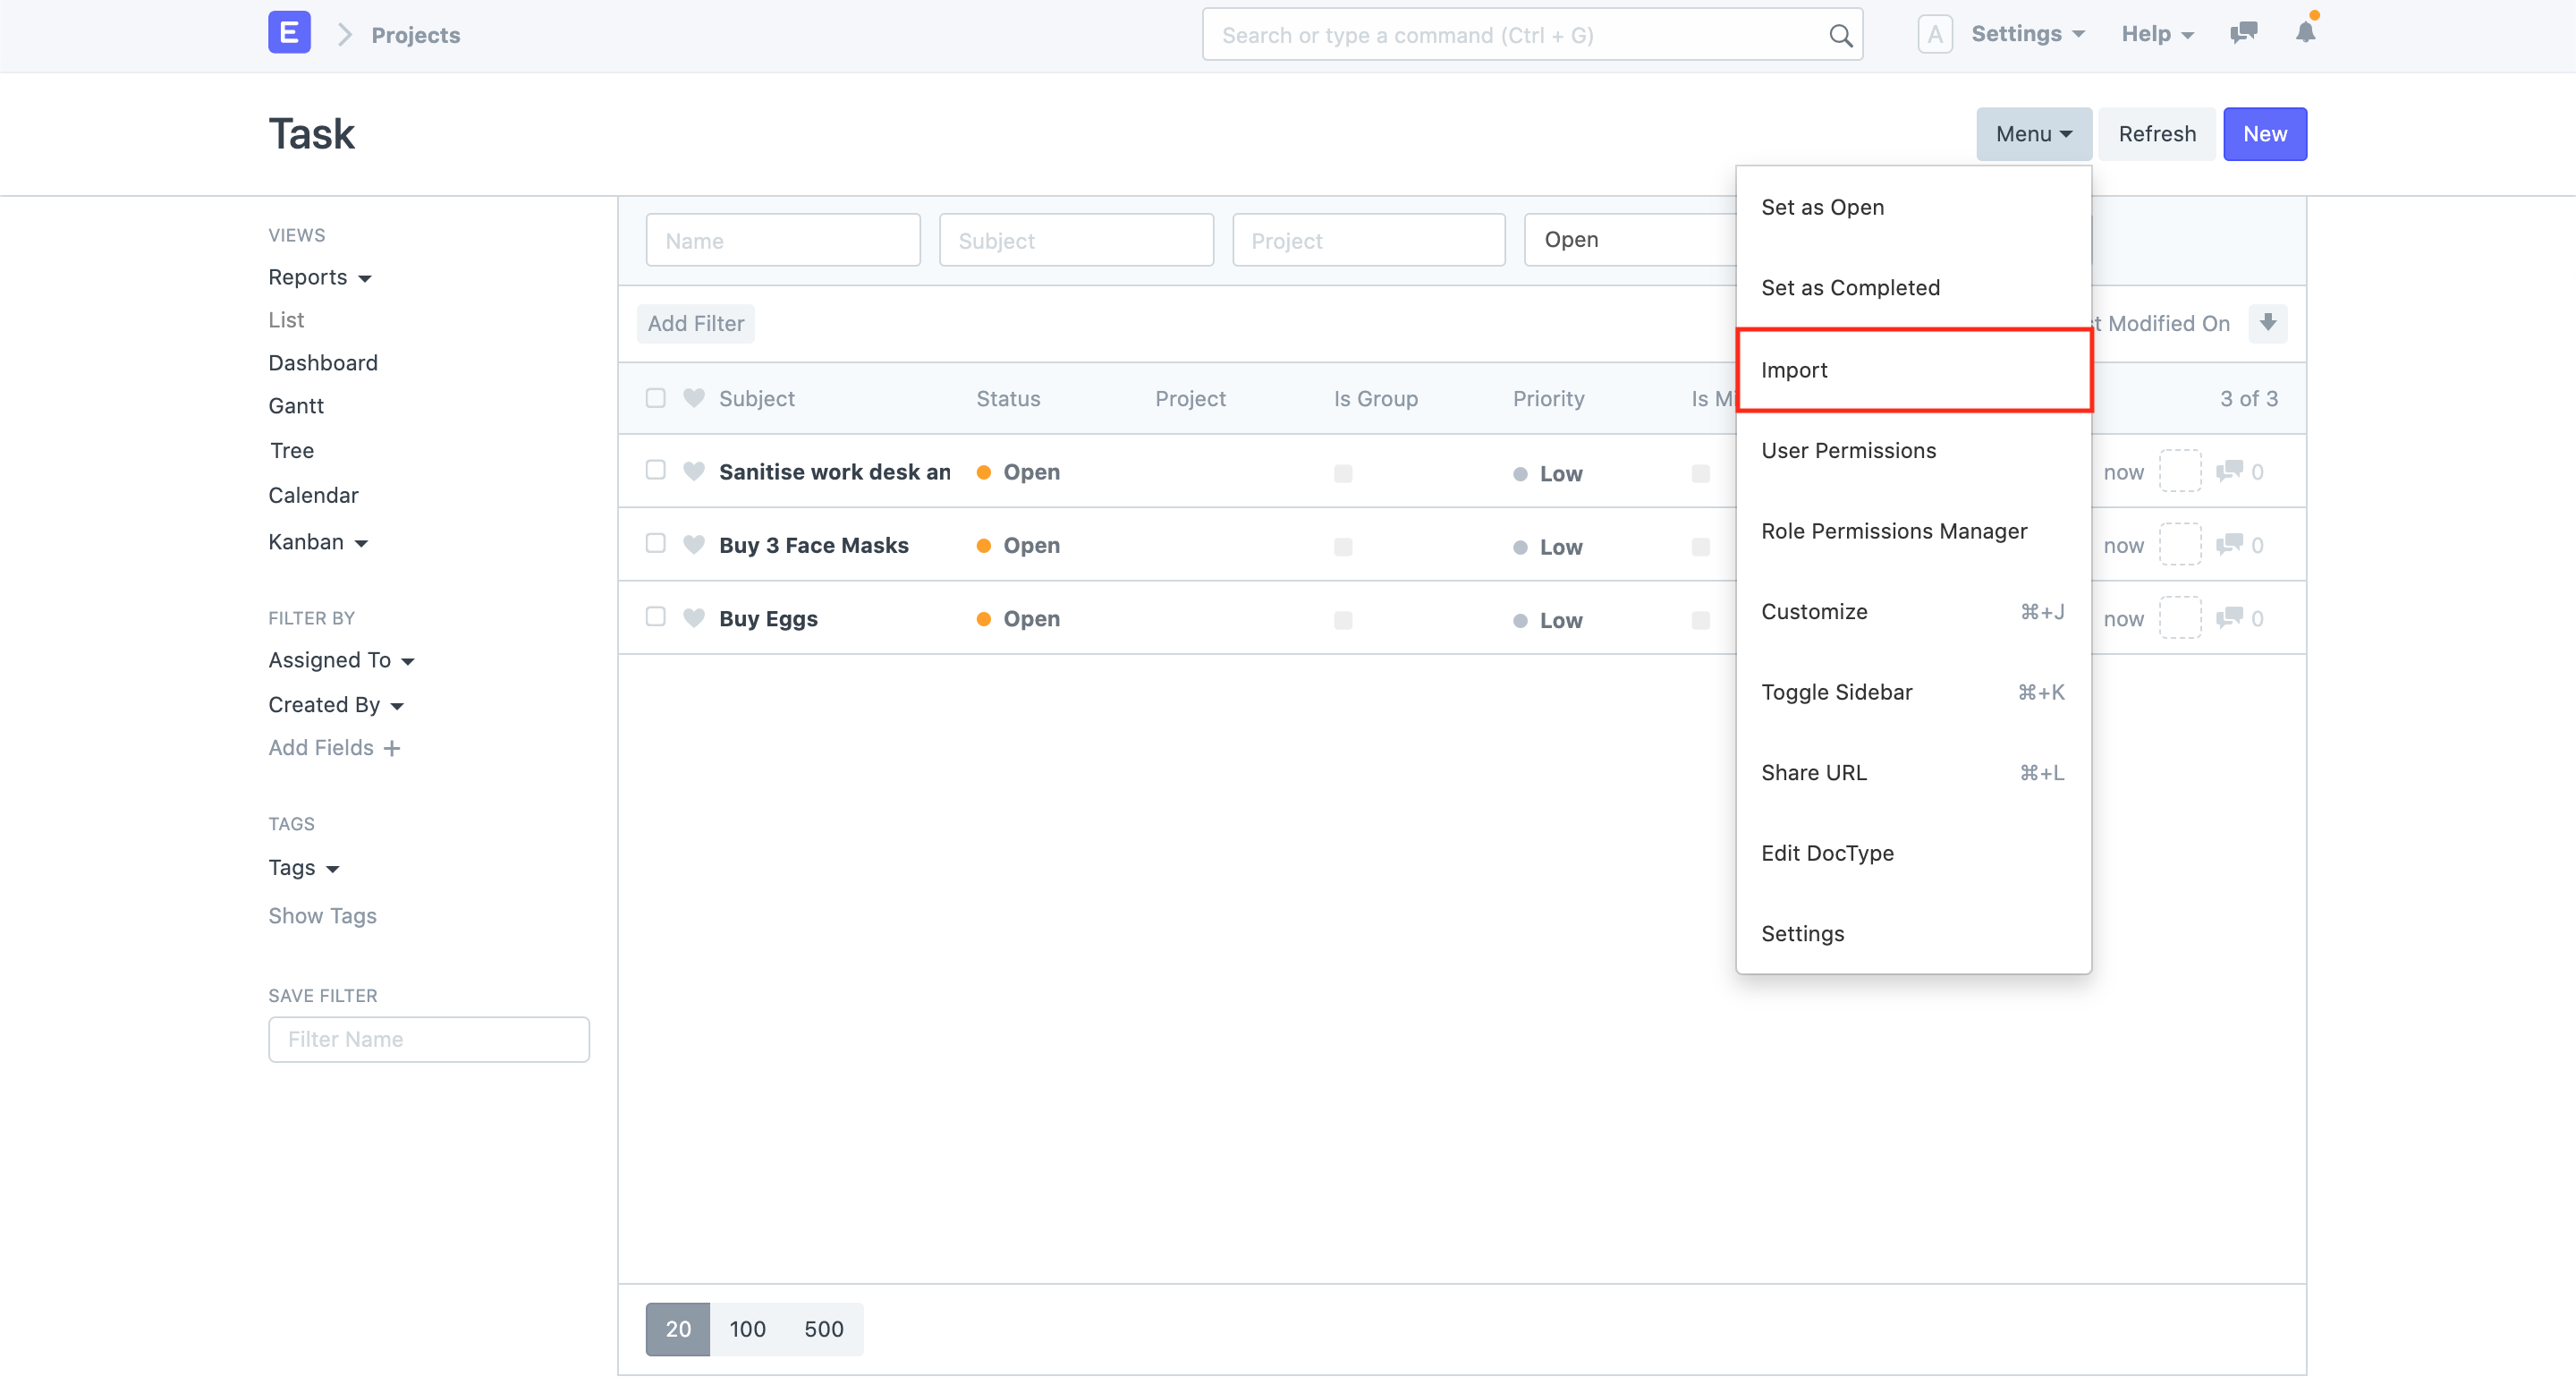 E Projects Search or type a command (Ctrl + G) A Settings Help
Task Menu Refresh New
VIEWS
Reports
List
Dashboard
Gantt
Tree
Calendar
Kanban
FILTER BY
Assigned To
Created By
Add Fields
TAGS
Tags
Show Tags
SAVE FILTER
Filter Name
Name Subject Project Open
Add Filter Modified On
Subject Status Project Is Group Priority Is 3 of 3
Sanitise work desk an Open Low now 0
Buy 3 Face Masks Open Low now 0
Buy Eggs Open Low now 0
20 100 500
Set as Open
Set as Completed
Import
User Permissions
Role Permissions Manager
Customize ⌘+J
Toggle Sidebar ⌘+K
Share URL ⌘+L
Edit DocType
Settings